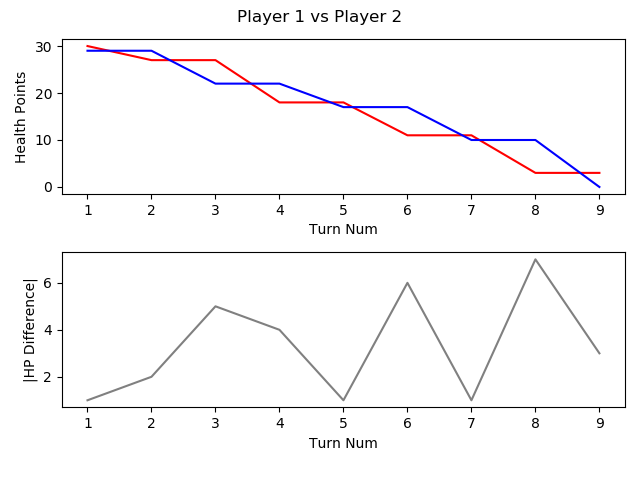 Player 1 vs Player 2
30
20
10
0
Health Points
1 2 3 4 5 6 7 8 9
Turn Num
6
4
2
|HP Difference|
1 2 3 4 5 6 7 8 9
Turn Num